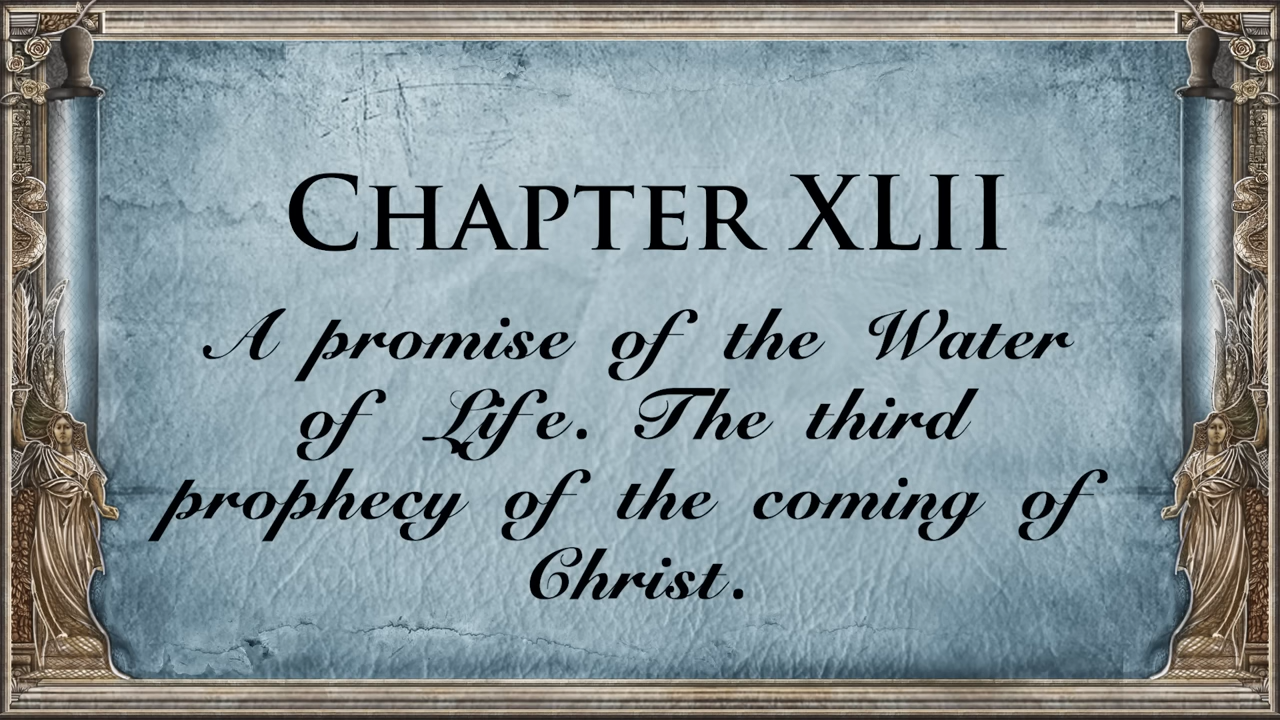 Chapter XLII
A promise of the Water
of Life. The third
prophecy of the coming of
Christ.